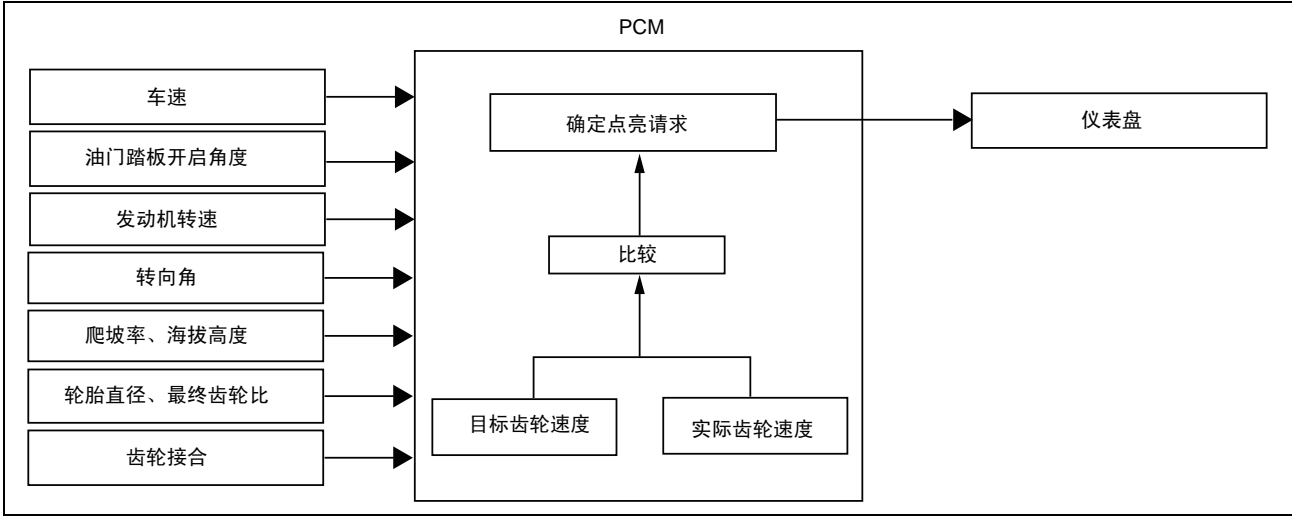 PCM
车速
油门踏板开启角度
发动机转速
转向角
爬坡率、海拔高度
轮胎直径、最终齿轮比
齿轮接合
确定点亮请求
比较
目标齿轮速度
实际齿轮速度
仪表盘